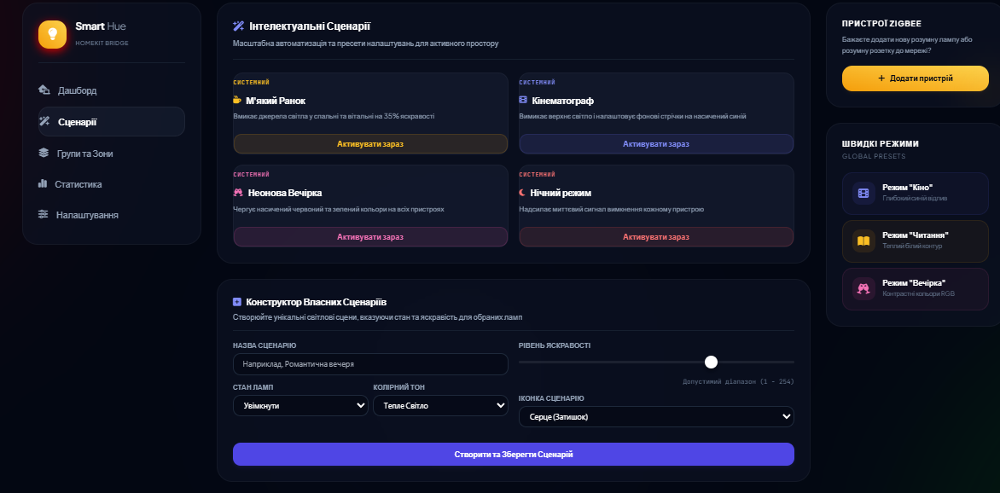 Smart Hue
HOMEKIT BRIDGE
Дашборд
Сценарії
Групи та Зони
Статистика
Налаштування
Інтелектуальні Сценарії
Масштабна автоматизація та пресети налаштувань для активного простору
СИСТЕМНИЙ
М'який Ранок
Вмикає джерела світла у спальні та вітальні на 35% яскравості
Активувати зараз
СИСТЕМНИЙ
Кінематограф
Вимикає верхнє світло і налаштовує фонові стрічки на насичений синій
Активувати зараз
СИСТЕМНИЙ
Неонова Вечірка
Чергує насичений червоний та зелений кольори на всіх пристроях
Активувати зараз
СИСТЕМНИЙ
Нічний режим
Надсилає миттєвий сигнал вимкнення кожному пристрою
Активувати зараз
Конструктор Власних Сценаріїв
Створюйте унікальні світлові сцени, вказуючи стан та яскравість для обраних ламп
НАЗВА СЦЕНАРІЮ
Наприклад, Романтична вечеря
РІВЕНЬ ЯСКРАВОСТІ
Допустимий діапазон (1 - 254)
СТАН ЛАМП
Увімкнути
КОЛІРНИЙ ТОН
Тепле Світло
ІКОНКА СЦЕНАРІЮ
Серце (Затишок)
Створити та Зберегти Сценарій
ПРИСТРОЇ ZIGBEE
Бажаєте додати нову розумну лампу або
розумну розетку до мережі?
+ Додати пристрій
ШВИДКІ РЕЖИМИ
GLOBAL PRESETS
Режим "Кіно"
Глибокий синій відлив
Режим "Читання"
Теплий білий контур
Режим "Вечірка"
Контрастні кольори RGB